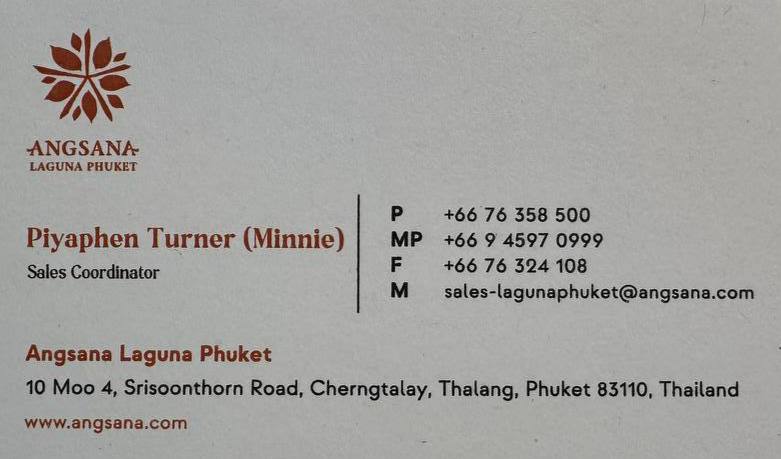 ANGSANA
LAGUNA PHUKET
Piyaphen Turner (Minnie)
Sales Coordinator
P +66 76 358 500
MP +66 9 4597 0999
F +66 76 324 108
M sales-lagunaphuket@angsana.com
Angsana Laguna Phuket
10 Moo 4, Srisoonthorn Road, Cherngtalay, Thalang, Phuket 83110, Thailand
www.angsana.com